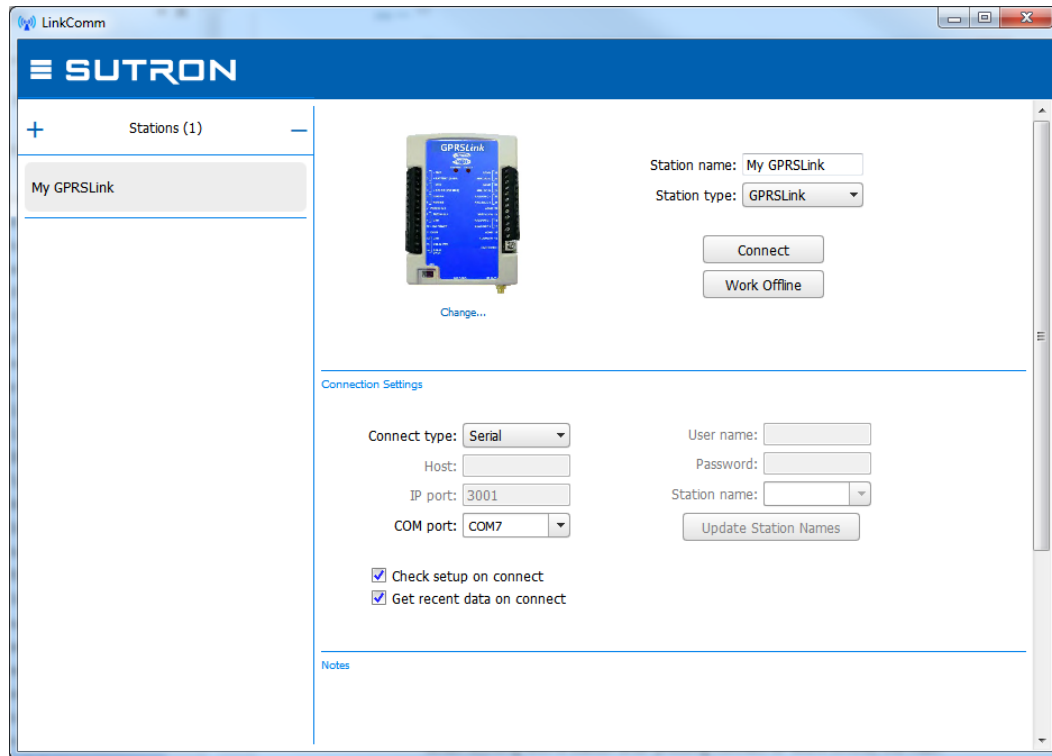 LinkComm
SUTRON
Stations (1)
My GPRSLink
GPRSLink
Change...
Station name: My GPRSLink
Station type: GPRSLink
Connect
Work Offline
Connection Settings
Connect type: Serial
Host:
IP port: 3001
COM port: COM7
User name:
Password:
Station name:
Update Station Names
Check setup on connect
Get recent data on connect
Notes